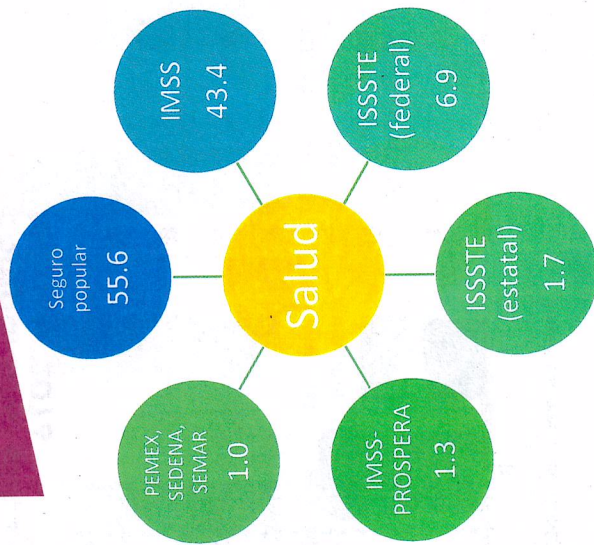 Seguro
popular
55.6
IMSS
43.4
ISSSTE
(federal)
6.9
ISSSTE
(estatal)
1.7
IMSS-
PROSPERA
1.3
PEMEX,
SEDENA,
SEMAR
1.0
Salud